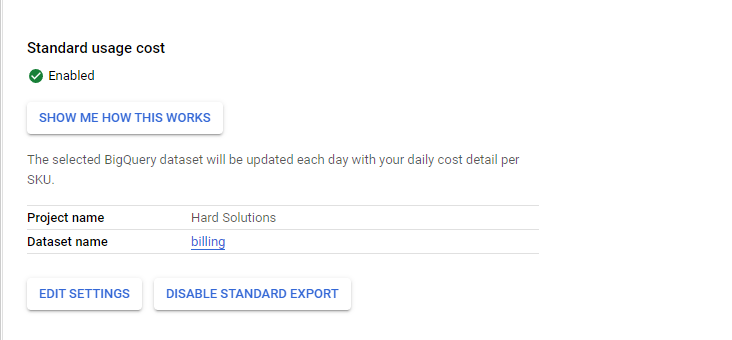 Standard usage cost
Enabled
SHOW ME HOW THIS WORKS
The selected BigQuery dataset will be updated each day with your daily cost detail per
SKU.
Project name Hard Solutions
Dataset name billing
EDIT SETTINGS DISABLE STANDARD EXPORT